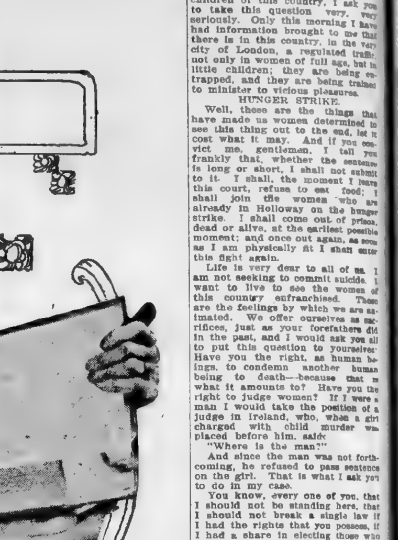 children of this country, I ask you
to take this question very, very
seriously. Only this morning I have
had information brought to me that
there is in this country, in the very
city of London, a regulated traffic,
not only in women of full age, but in
little children; they are being en-
trapped, and they are being trained
to minister to vicious pleasures.
HUNGER STRIKE.
Well, these are the things that
have made us women determined to
see this thing out to the end, let it
cost what it may. And if you con-
vict me, gentlemen, I tell you
frankly that, whether the sentence
is long or short, I shall not submit
to it. I shall, the moment I leave
this court, refuse to eat food; I
shall join the women who are
already in Holloway on the hunger
strike. I shall come out of prison,
dead or alive, at the earliest possible
moment; and once out again, as soon
as I am physically fit I shall enter
this fight again.
Life is very dear to all of us. I
am not seeking to commit suicide. I
want to live to see the women of
this country enfranchised. These
are the feelings by which we are an-
imated. We offer ourselves as sac-
rifices, just as your forefathers did
in the past, and I would ask you all
to put this question to yourselves:
Have you the right, as human be-
ings, to condemn another human
being to death—because that is
what it amounts to? Have you the
right to judge women? If I were a
man I would take the position of a
judge in Ireland, who, when a girl
charged with child murder was
placed before him, said:
"Where is the man?"
And since the man was not forth-
coming, he refused to pass sentence
on the girl. That is what I ask you
to do in my case.
You know, every one of you, that
I should not be standing here, that
I should not break a single law if
I had the rights that you possess, if
I had a share in electing those who